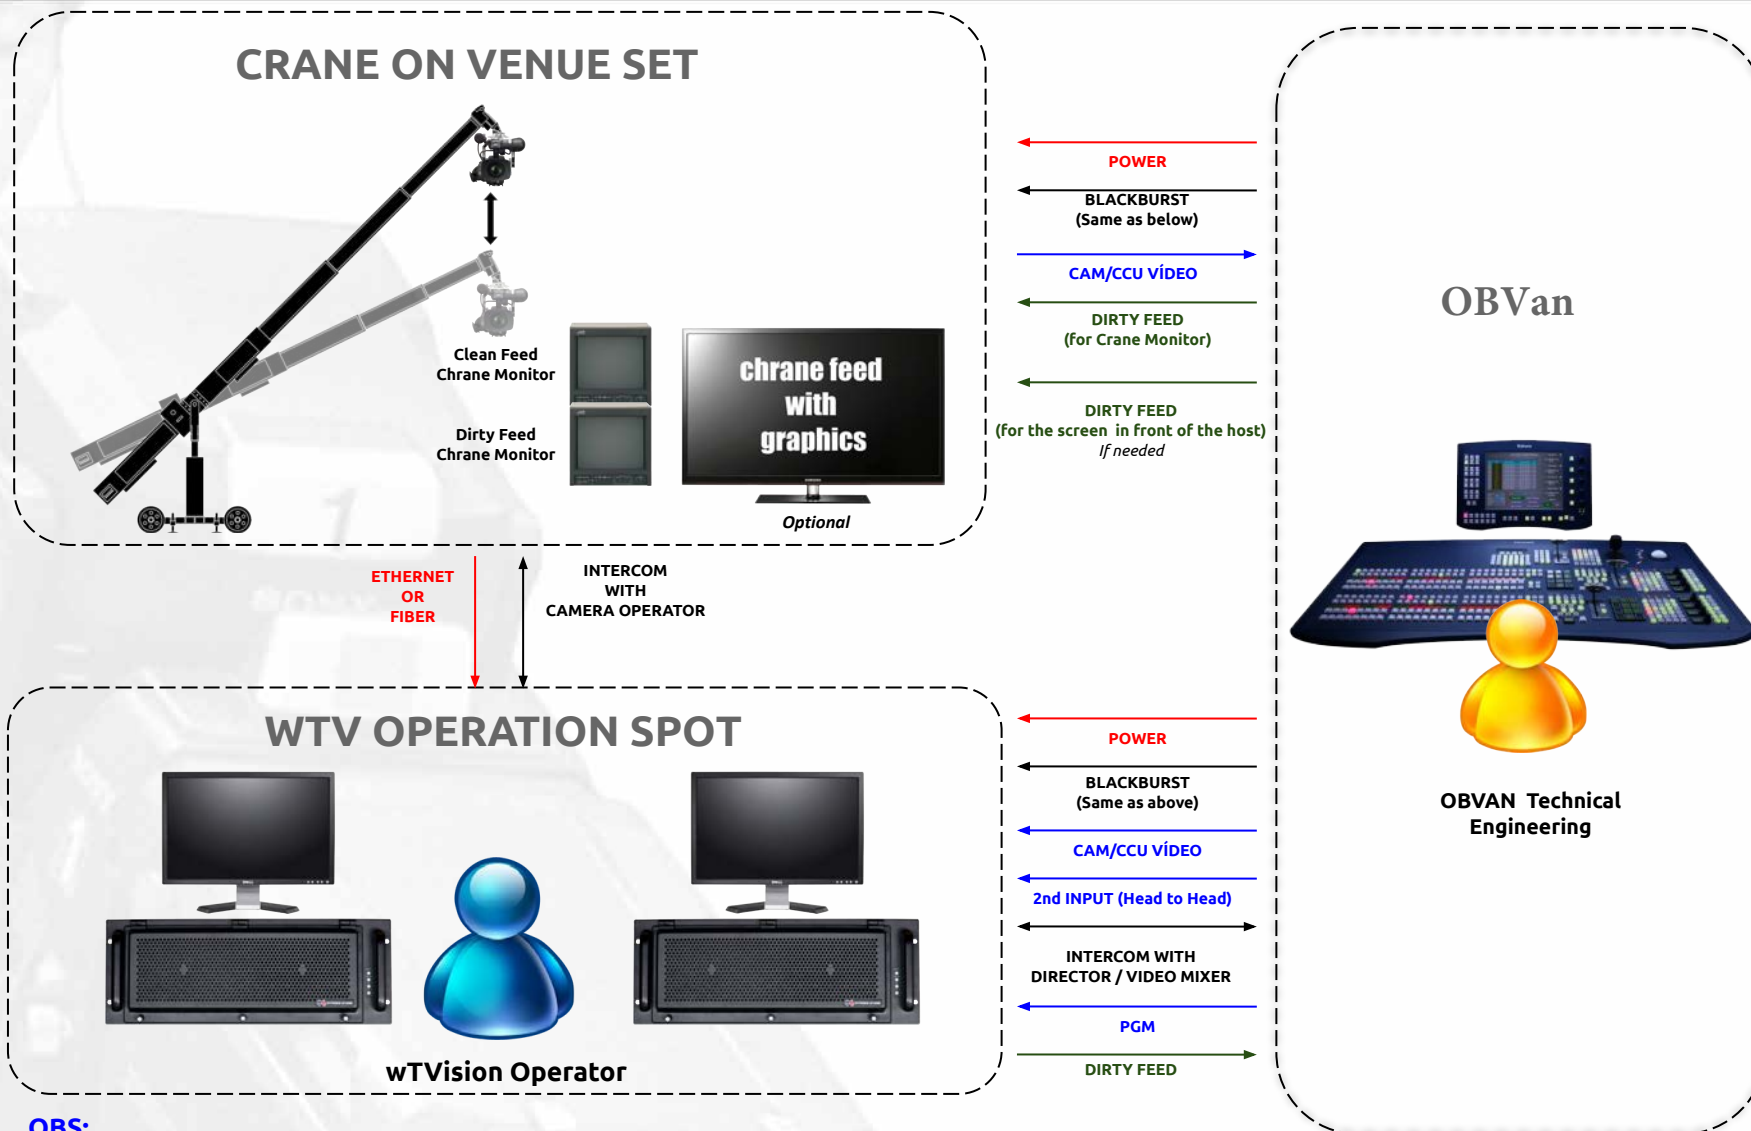 CRANE ON VENUE SET
Clean Feed
Chrane Monitor
Dirty Feed
Chrane Monitor
chrane feed
with
graphics
Optional
POWER
BLACKBURST
(Same as below)
CAM/CCU VÍDEO
DIRTY FEED
(for Crane Monitor)
DIRTY FEED
(for the screen in front of the host)
If needed
OBVan
OBVAN Technical
Engineering
ETHERNET
OR
FIBER
INTERCOM
WITH
CAMERA OPERATOR
WTV OPERATION SPOT
wTVision Operator
POWER
BLACKBURST
(Same as above)
CAM/CCU VÍDEO
2nd INPUT (Head to Head)
INTERCOM WITH
DIRECTOR / VIDEO MIXER
PGM
DIRTY FEED
OBS: